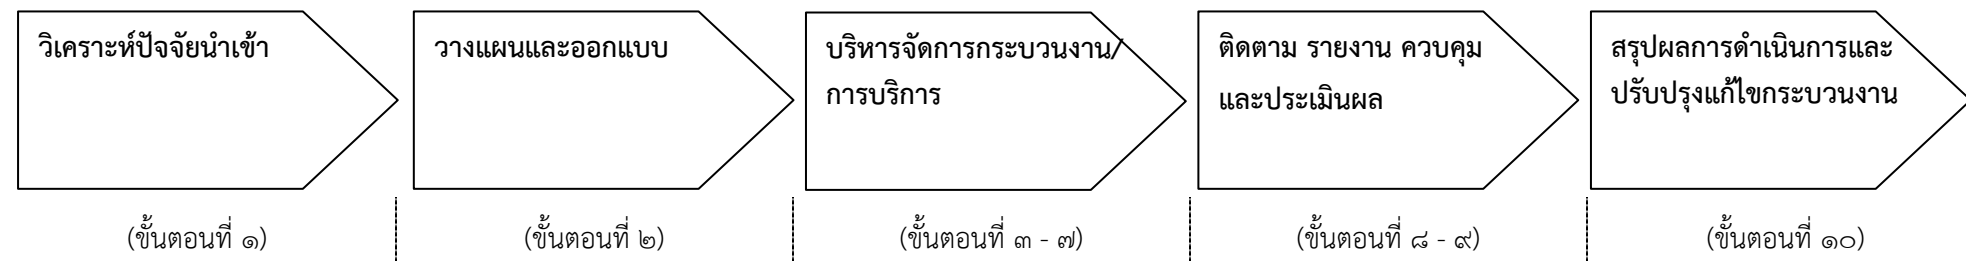 วิเคราะห์ปัจจัยนำเข้า
วางแผนและออกแบบ
บริหารจัดการกระบวนงาน/
การบริการ
ติดตาม รายงาน ควบคุม
และประเมินผล
สรุปผลการดำเนินการและ
ปรับปรุงแก้ไขกระบวนงาน
(ขั้นตอนที่ ๑)
(ขั้นตอนที่ ๒)
(ขั้นตอนที่ ๓ - ๗)
(ขั้นตอนที่ ๘ - ๙)
(ขั้นตอนที่ ๑๐)